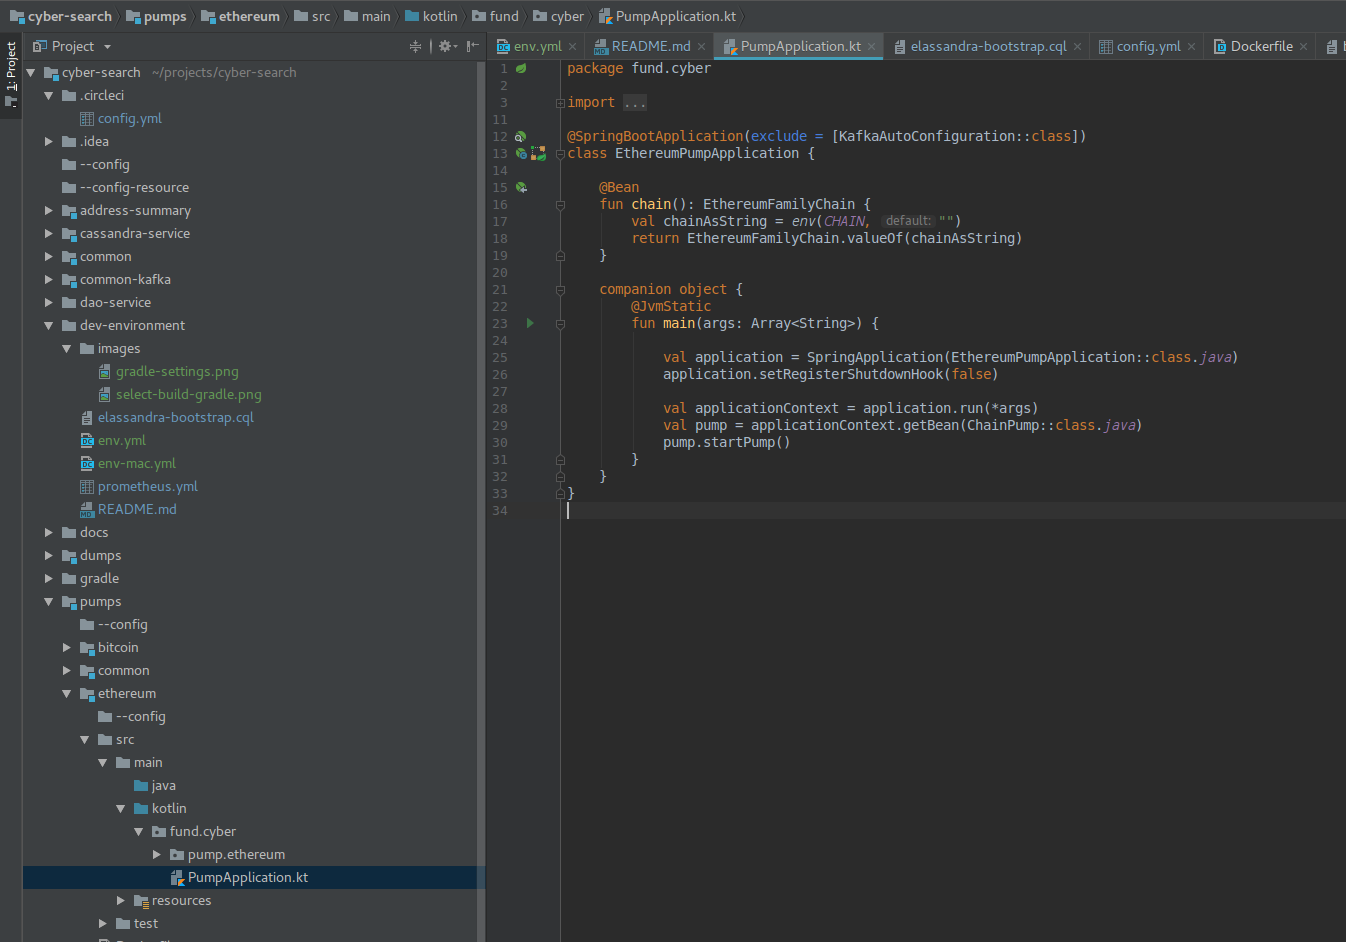 cyber-search pumps ethereum src main kotlin fund cyber PumpApplication.kt
1: Project
Project
cyber-search ~/projects/cyber-search
.circleci
config.yml
.idea
--config
--config-resource
address-summary
cassandra-service
common
common-kafka
dao-service
dev-environment
images
gradle-settings.png
select-build-gradle.png
elassandra-bootstrap.cql
env.yml
env-mac.yml
prometheus.yml
README.md
docs
dumps
gradle
pumps
--config
bitcoin
common
ethereum
--config
src
main
java
kotlin
fund.cyber
pump.ethereum
PumpApplication.kt
resources
test
env.yml README.md PumpApplication.kt elassandra-bootstrap.cql config.yml Dockerfile
1 package fund.cyber
2
3 import ...
11
12 @SpringBootApplication(exclude = [KafkaAutoConfiguration::class])
13 class EthereumPumpApplication {
14
15 @Bean
16 fun chain(): EthereumFamilyChain {
17 val chainAsString = env(CHAIN, default: "")
18 return EthereumFamilyChain.valueOf(chainAsString)
19 }
20
21 companion object {
22 @JvmStatic
23 fun main(args: Array<String>) {
24
25 val application = SpringApplication(EthereumPumpApplication::class.java)
26 application.setRegisterShutdownHook(false)
27
28 val applicationContext = application.run(*args)
29 val pump = applicationContext.getBean(ChainPump::class.java)
30 pump.startPump()
31 }
32 }
33 }
34